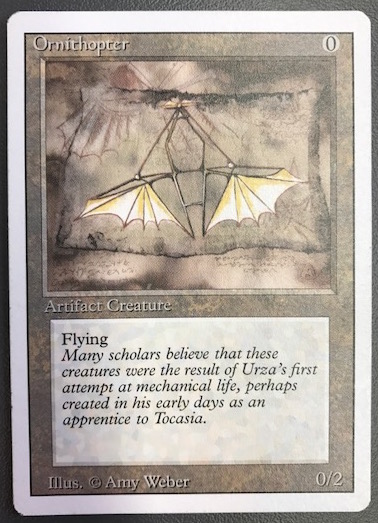 Ornithopter 0
Artifact Creature
Flying
Many scholars believe that these
creatures were the result of Urza's first
attempt at mechanical life, perhaps
created in his early days as an
apprentice to Tocasia.
Illus. © Amy Weber 0/2